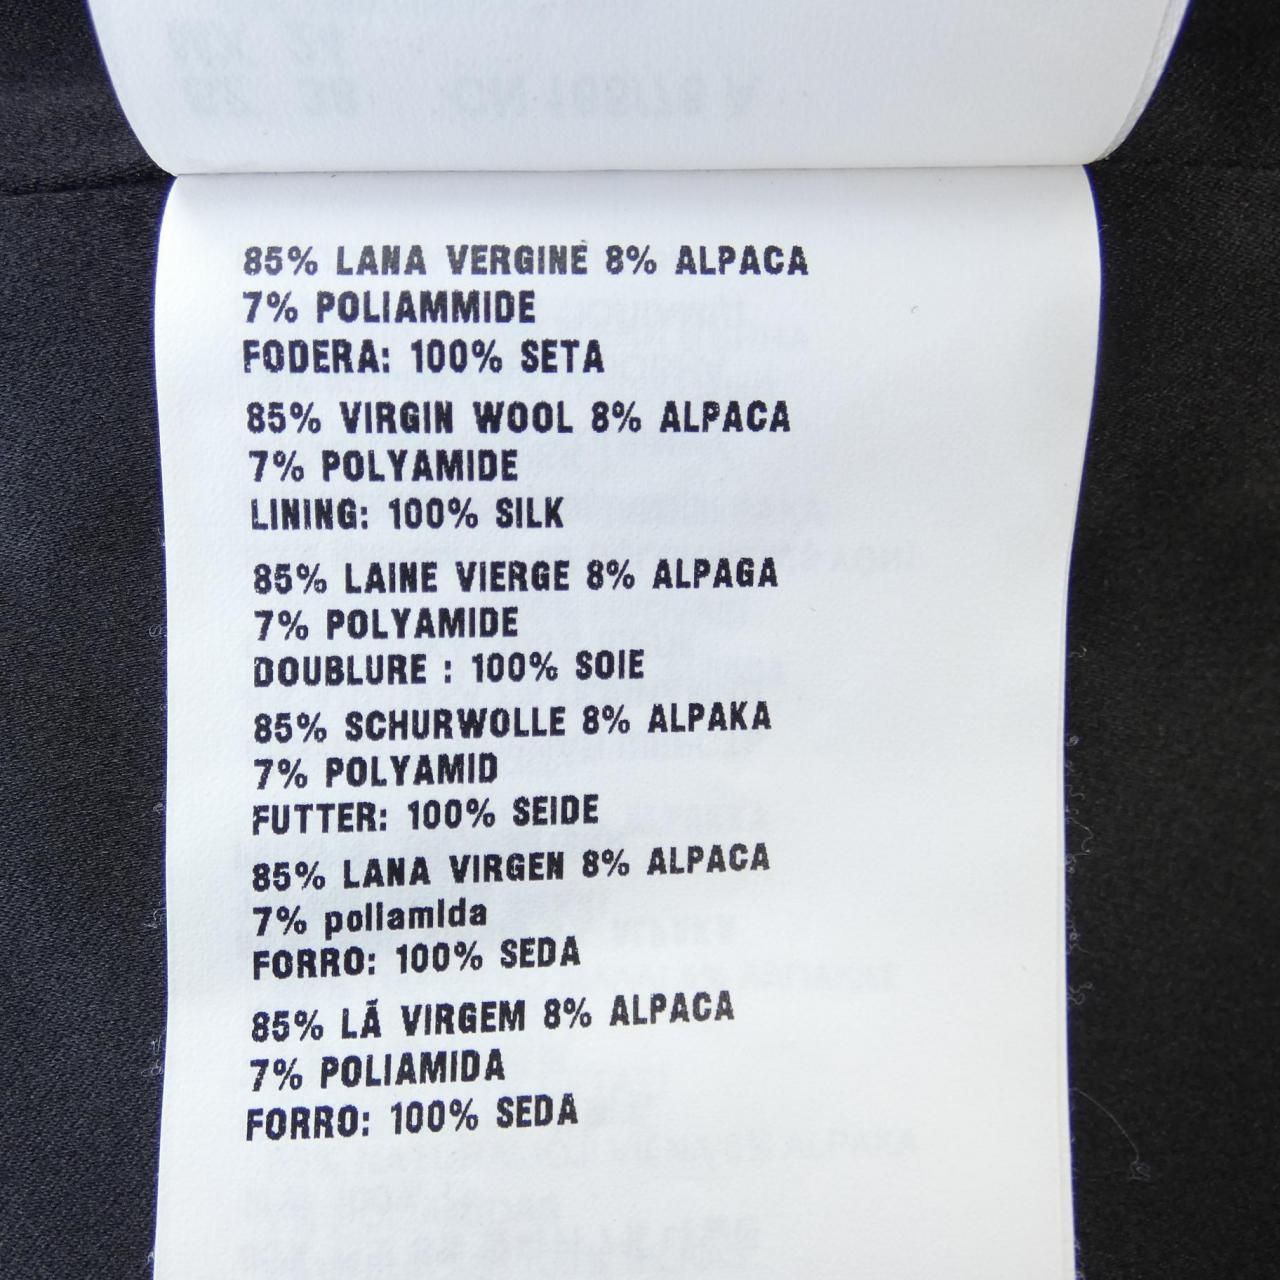 85% LANA VERGINE 8% ALPACA
7% POLIAMMIDE
FODERA: 100% SETA
85% VIRGIN WOOL 8% ALPACA
7% POLYAMIDE
LINING: 100% SILK
85% LAINE VIERGE 8% ALPAGA
7% POLYAMIDE
DOUBLURE : 100% SOIE
85% SCHURWOLLE 8% ALPAKA
7% POLYAMID
FUTTER: 100% SEIDE
85% LANA VIRGEN 8% ALPACA
7% poliamida
FORRO: 100% SEDA
85% LÃ VIRGEM 8% ALPACA
7% POLIAMIDA
FORRO: 100% SEDA